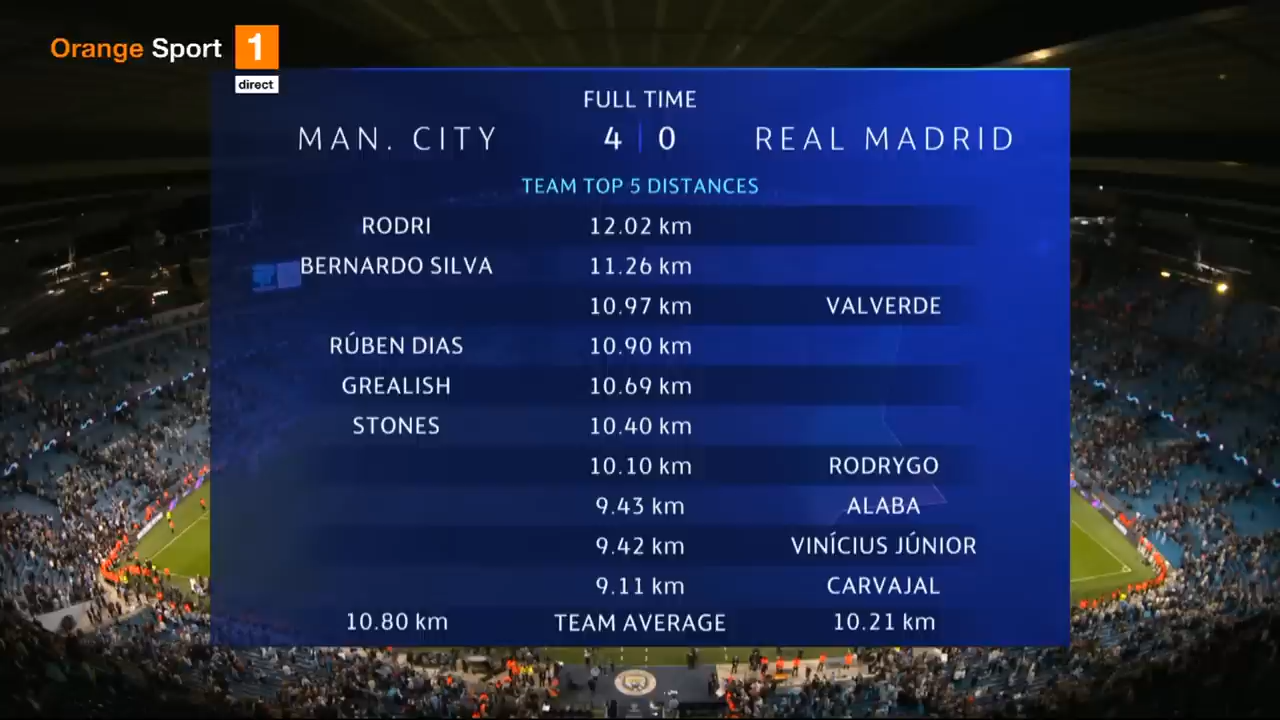 Orange Sport 1
direct
FULL TIME
MAN. CITY 4 0 REAL MADRID
TEAM TOP 5 DISTANCES
RODRI 12.02 km
BERNARDO SILVA 11.26 km
10.97 km VALVERDE
RÚBEN DIAS 10.90 km
GREALISH 10.69 km
STONES 10.40 km
10.10 km RODRYGO
9.43 km ALABA
9.42 km VINÍCIUS JÚNIOR
9.11 km CARVAJAL
10.80 km TEAM AVERAGE 10.21 km